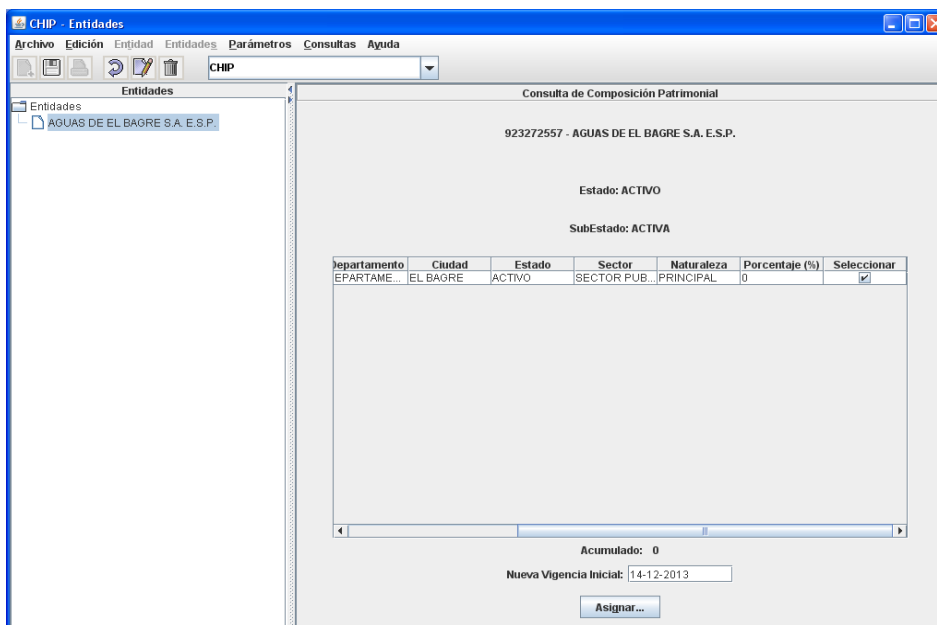 CHIP - Entidades
Archivo Edición Entidad Entidades Parámetros Consultas Ayuda
CHIP
Entidades
Entidades
AGUAS DE EL BAGRE S.A. E.S.P.
Consulta de Composición Patrimonial
923272557 - AGUAS DE EL BAGRE S.A. E.S.P.
Estado: ACTIVO
SubEstado: ACTIVA
Departamento Ciudad Estado Sector Naturaleza Porcentaje (%) Seleccionar
EPARTAME... EL BAGRE ACTIVO SECTOR PUB... PRINCIPAL 0
Acumulado: 0
Nueva Vigencia Inicial: 14-12-2013
Asignar...